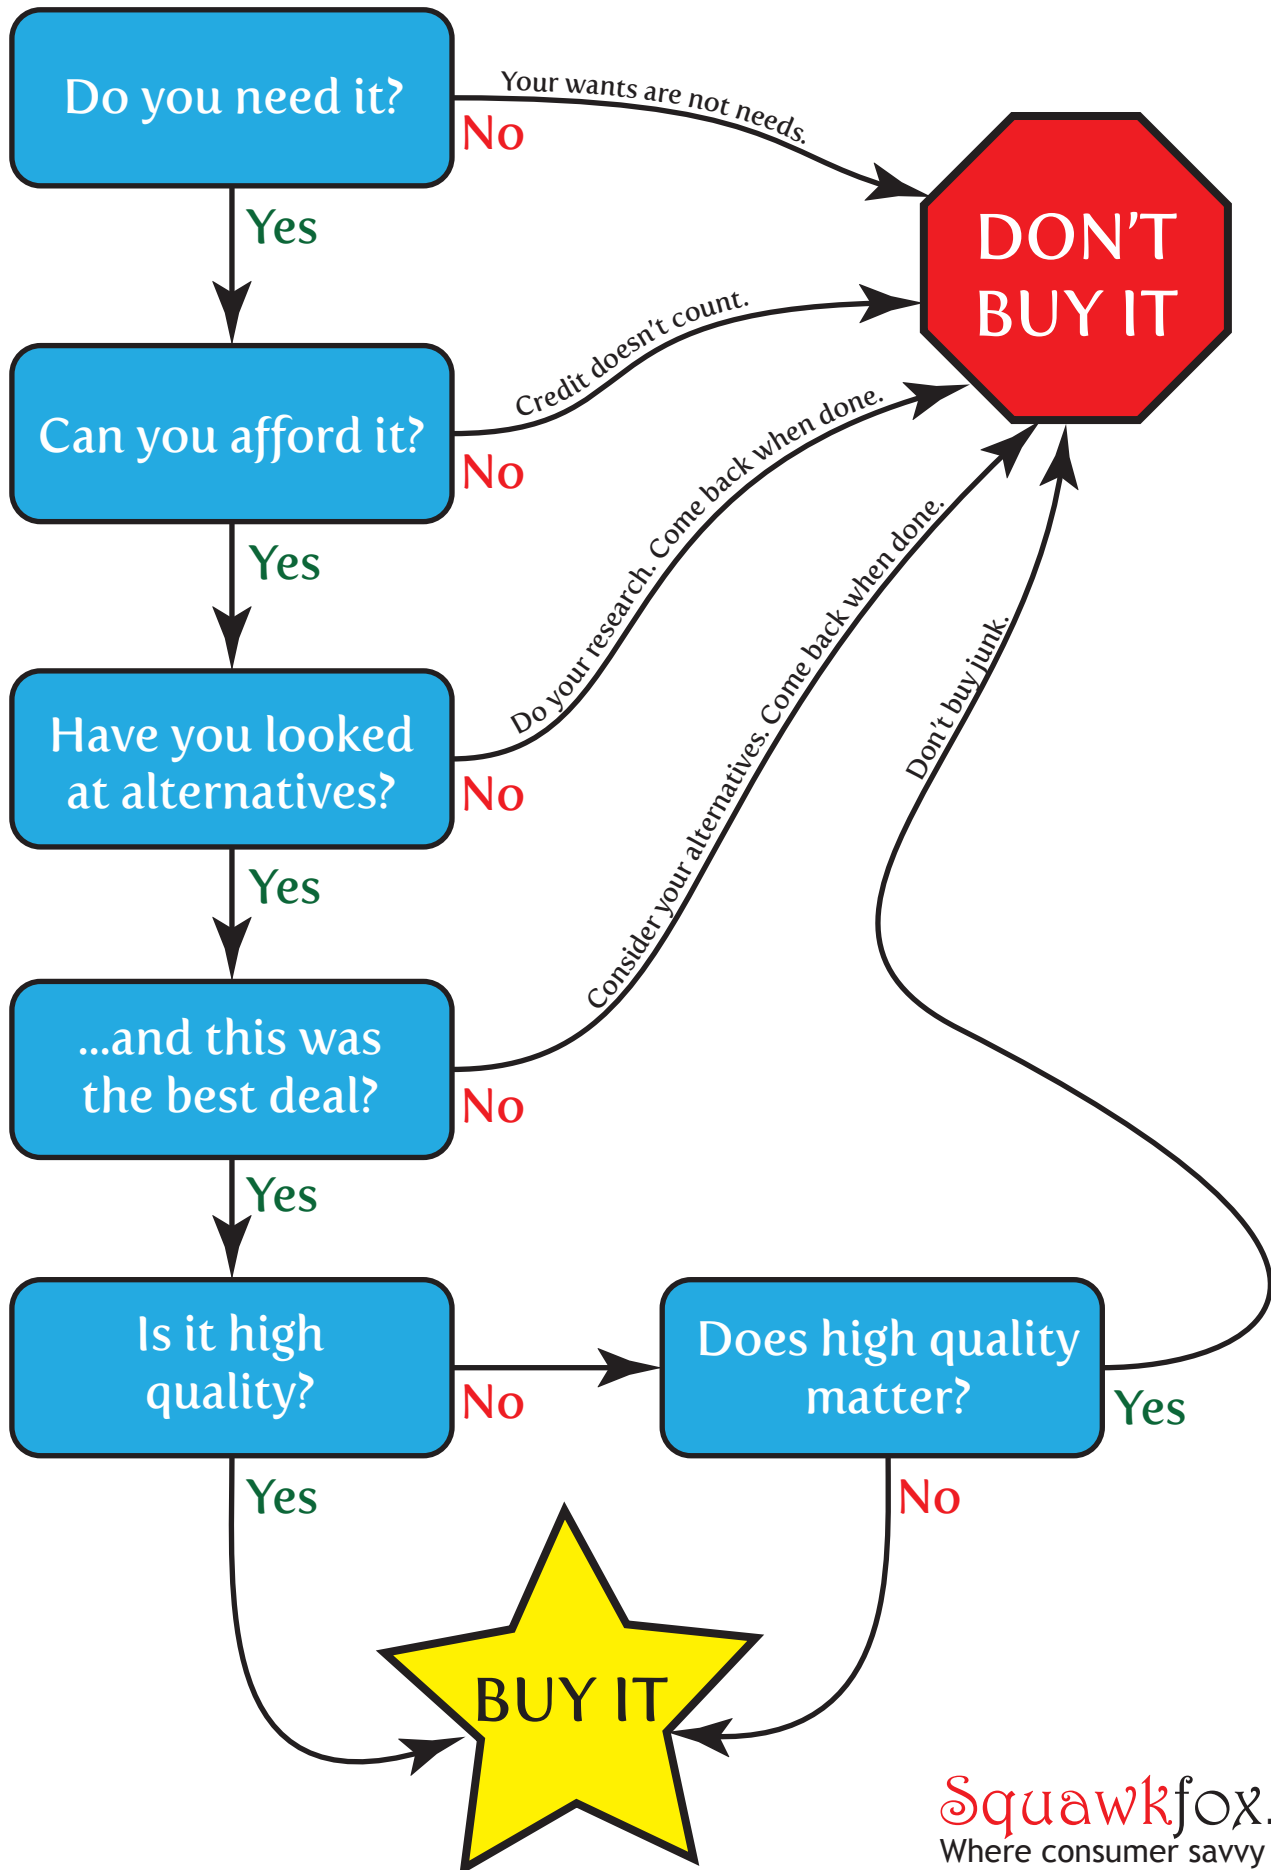 Do you need it?
Your wants are not needs.
No
DON'T
BUY IT
Yes
Credit doesn't count.
Can you afford it?
No
Yes
Do your research. Come back when done.
Have you looked
at alternatives?
No
Yes
Consider your alternatives. Come back when done.
...and this was
the best deal?
No
Don't buy junk.
Yes
Is it high
quality?
No
Does high quality
matter?
Yes
Yes
No
BUY IT
Squawkfox.
Where consumer savvy